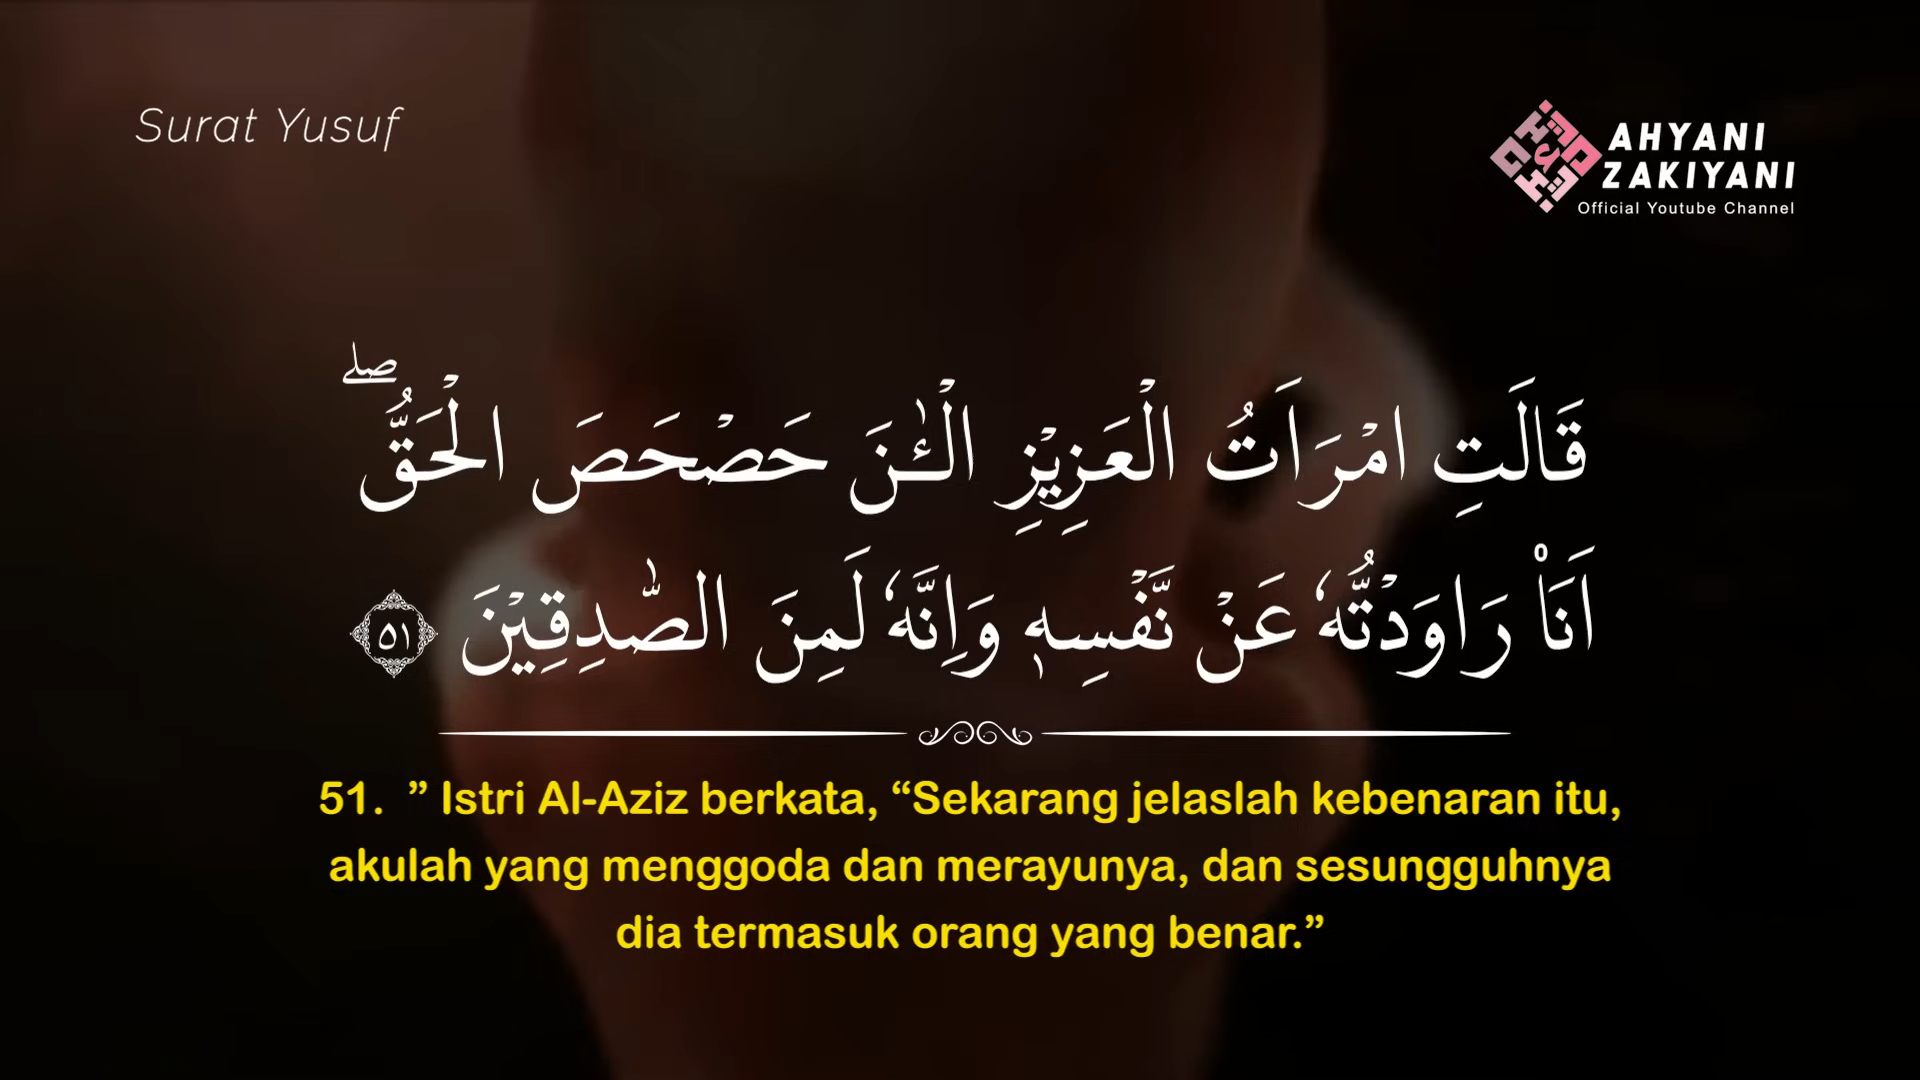 Surat Yusuf
AHYANI
ZAKIYANI
Official Youtube Channel
قَالَتِ امْرَاَتُ الْعَزِيْزِ الْـٰٔنَ حَصْحَصَ الْحَقُّۖ
اَنَا۠ رَاوَدْتُّهٗ عَنْ نَّفْسِهٖ وَاِنَّهٗ لَمِنَ الصّٰدِقِيْنَ ٥١
51. ” Istri Al-Aziz berkata, “Sekarang jelaslah kebenaran itu,
akulah yang menggoda dan merayunya, dan sesungguhnya
dia termasuk orang yang benar.”